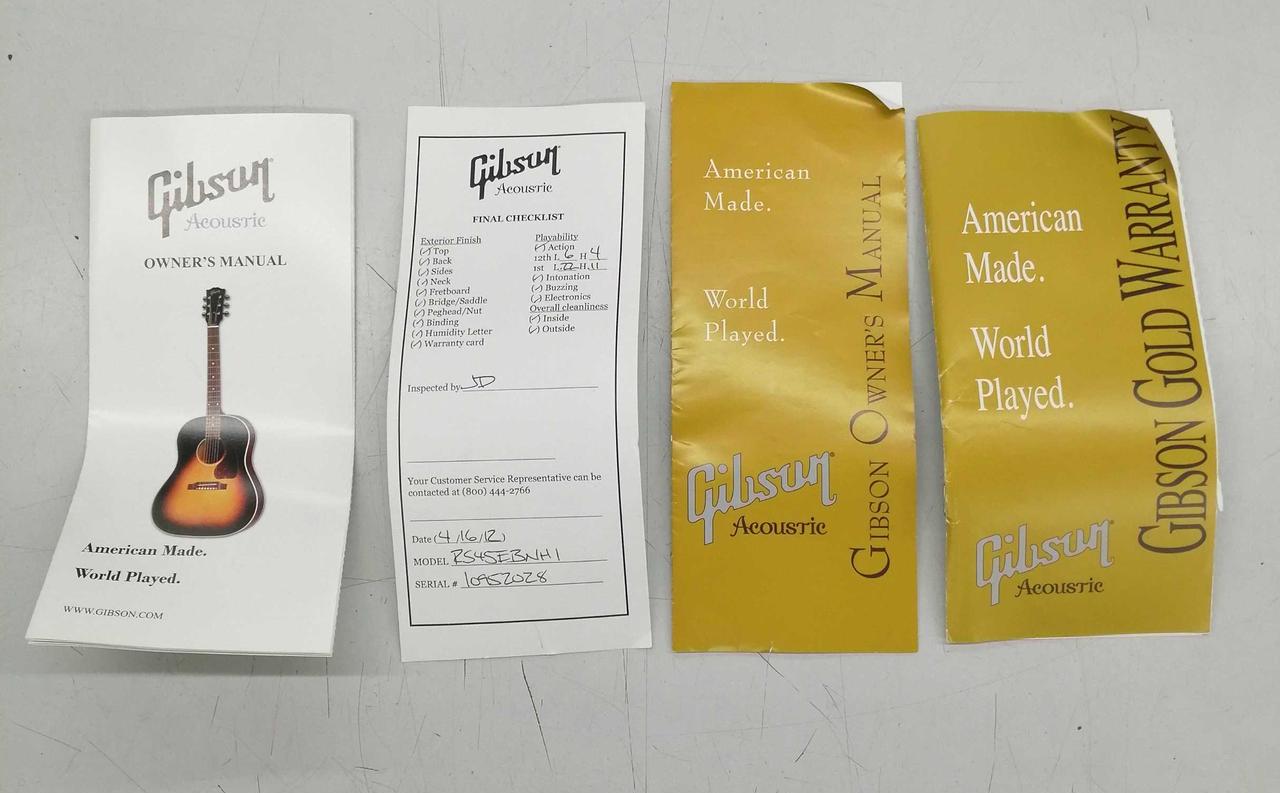 Gibson
Acoustic
OWNER'S MANUAL
American Made.
World Played.
WWW.GIBSON.COM
Gibson
Acoustic
FINAL CHECKLIST
Exterior Finish
(✓) Top
(✓) Back
(✓) Sides
(✓) Neck
(✓) Fretboard
(✓) Bridge/Saddle
(✓) Peghead/Nut
(✓) Binding
(✓) Humidity Letter
(✓) Warranty card
Playability
(✓) Action
12th L 6 H 4
1st L 22 H 11
(✓) Intonation
(✓) Buzzing
(✓) Electronics
Overall cleanliness
(✓) Inside
(✓) Outside
Inspected by JD
Your Customer Service Representative can be
contacted at (800) 444-2766
Date (4/16/12)
MODEL RS45EBNH1
SERIAL # 10952028
American
Made.
World
Played.
Gibson
Acoustic
GIBSON OWNER'S MANUAL
American
Made.
World
Played.
Gibson
Acoustic
GIBSON GOLD WARRANTY